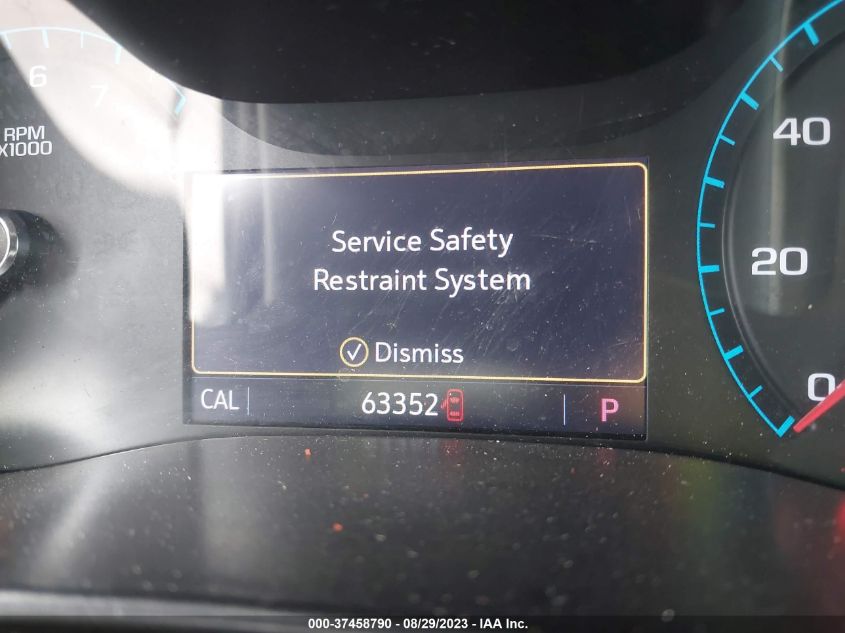 6
7
RPM
X1000
40
20
0
Service Safety
Restraint System
Dismiss
CAL
63352
P
000-37458790 - 08/29/2023 - IAA Inc.